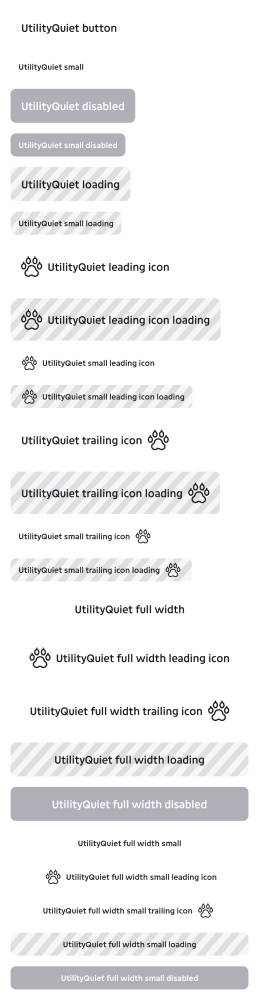 UtilityQuiet button
UtilityQuiet small
UtilityQuiet disabled
UtilityQuiet small disabled
UtilityQuiet loading
UtilityQuiet small loading
UtilityQuiet leading icon
UtilityQuiet leading icon loading
UtilityQuiet small leading icon
UtilityQuiet small leading icon loading
UtilityQuiet trailing icon
UtilityQuiet trailing icon loading
UtilityQuiet small trailing icon
UtilityQuiet small trailing icon loading
UtilityQuiet full width
UtilityQuiet full width leading icon
UtilityQuiet full width trailing icon
UtilityQuiet full width loading
UtilityQuiet full width disabled
UtilityQuiet full width small
UtilityQuiet full width small leading icon
UtilityQuiet full width small trailing icon
UtilityQuiet full width small loading
UtilityQuiet full width small disabled